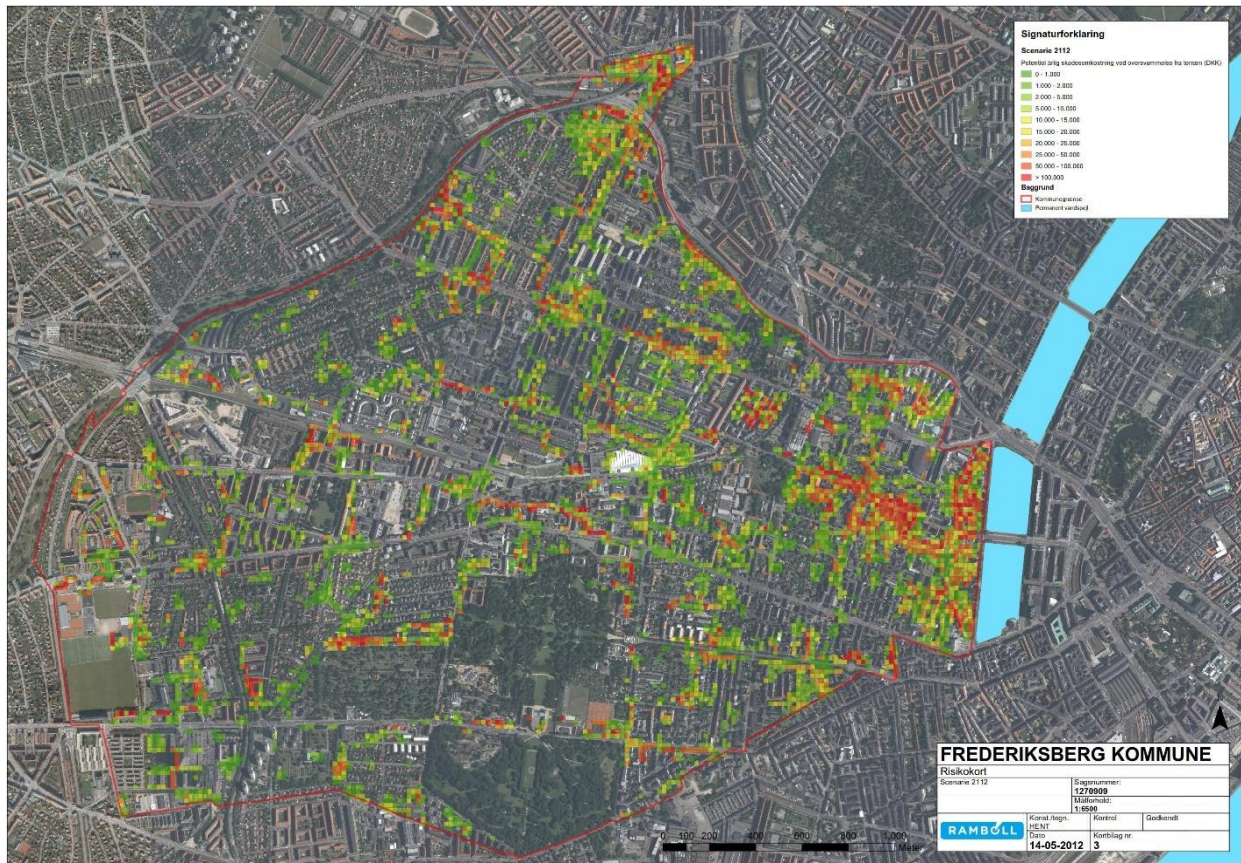 Signaturforklaring
Scenarie 2112
Potentiel årlig skadesomkostning ved oversvømmelse fra terræn (DKK)
0 - 1.000
1.000 - 2.000
2.000 - 5.000
5.000 - 10.000
10.000 - 15.000
15.000 - 20.000
20.000 - 25.000
25.000 - 50.000
50.000 - 100.000
> 100.000
Baggrund
Kommunegrænse
Permanent vandspejl
FREDERIKSBERG KOMMUNE
Risikokort
Scenarie 2112
Sagsnummer:
1270909
Målforhold:
1:6500
RAMBOLL
Konst./tegn.
HENT
Kontrol
Godkendt
Dato
14-05-2012
Kortbilag nr.
3
0 100 200 400 600 800 1.000
Meter